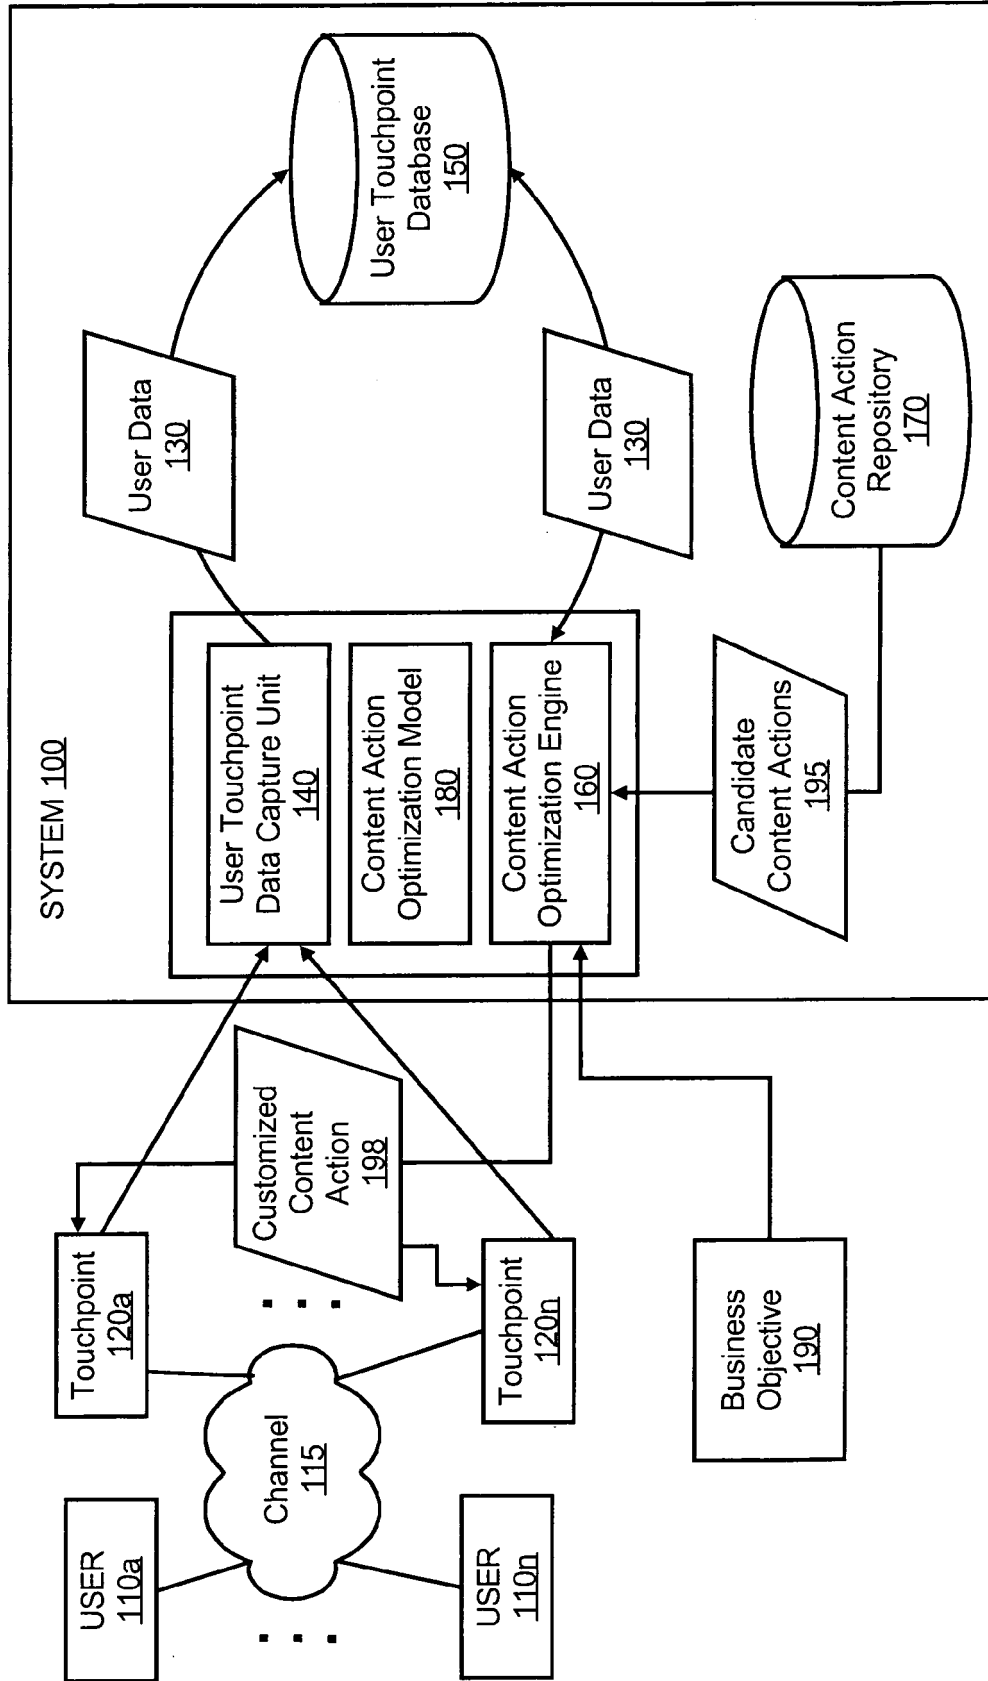 USER
110a
USER
110n
Channel
115
Touchpoint
120a
Touchpoint
120n
Customized
Content
Action
198
Business
Objective
190
SYSTEM 100
User Touchpoint
Data Capture Unit
140
Content Action
Optimization Model
180
Content Action
Optimization Engine
160
User Data
130
User Data
130
User Touchpoint
Database
150
Candidate
Content Actions
195
Content Action
Repository
170